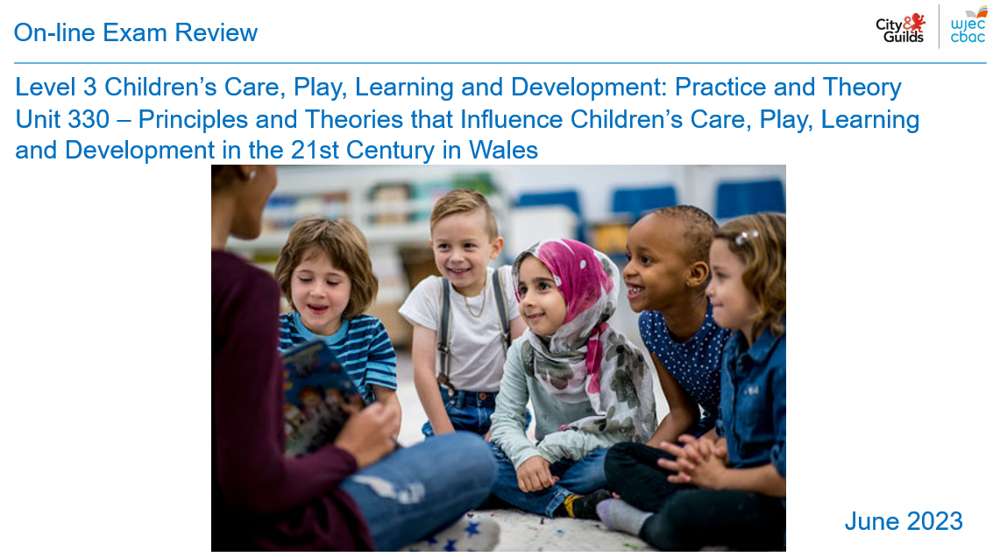 On-line Exam Review
City&
Guilds
wjec
cbac
Level 3 Children’s Care, Play, Learning and Development: Practice and Theory
Unit 330 – Principles and Theories that Influence Children’s Care, Play, Learning
and Development in the 21st Century in Wales
June 2023